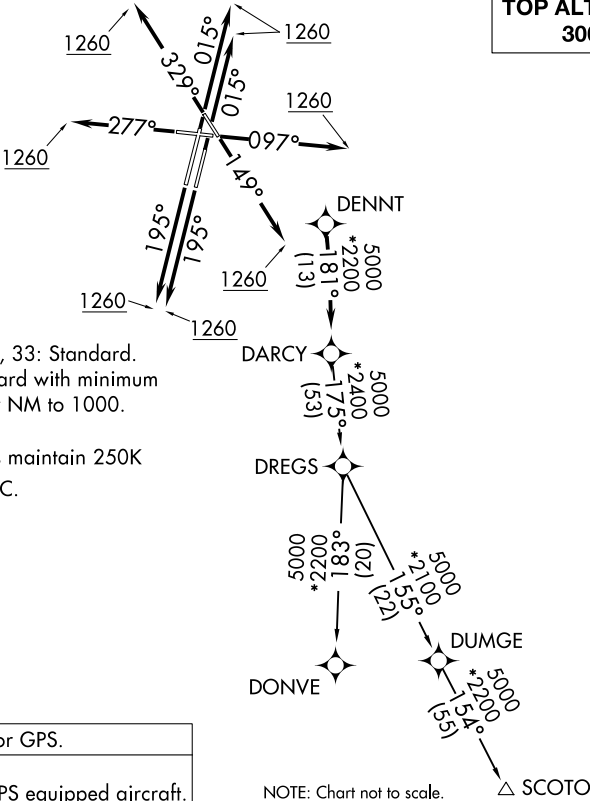 TOP ALT
300
1260
1260
015°
015°
329°
1260
1260
277°
097°
1260
149°
195°
195°
1260
1260
1260
DENNT
5000
*2200
181°
(13)
, 33: Standard.
ard with minimum
NM to 1000.
DARCY
5000
*2400
175°
(53)
s maintain 250K
C.
DREGS
5000
*2200
183°
(20)
5000
*2100
155°
(22)
DUMGE
DONVE
5000
*2200
154°
(55)
or GPS.
PS equipped aircraft.
NOTE: Chart not to scale.
SCOTO